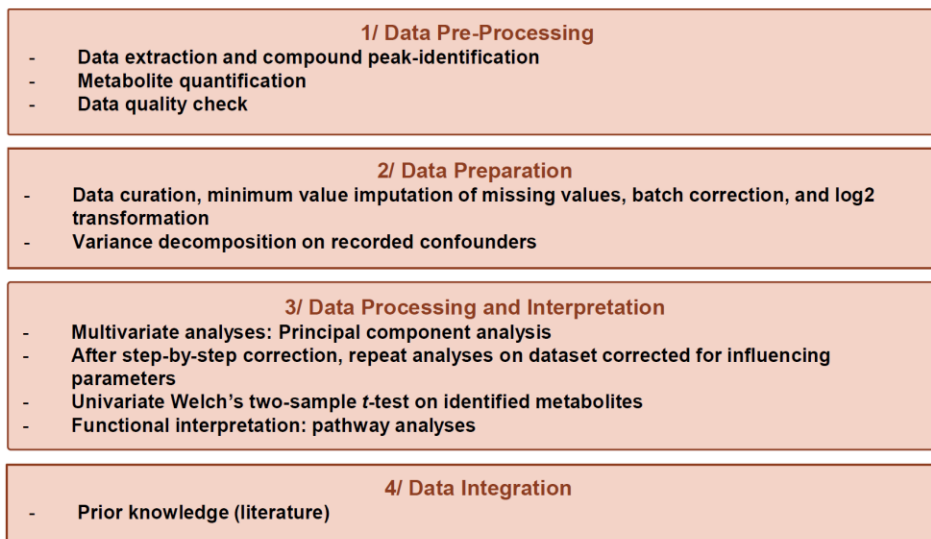 1/ Data Pre-Processing
- Data extraction and compound peak-identification
- Metabolite quantification
- Data quality check
2/ Data Preparation
- Data curation, minimum value imputation of missing values, batch correction, and log2
transformation
- Variance decomposition on recorded confounders
3/ Data Processing and Interpretation
- Multivariate analyses: Principal component analysis
- After step-by-step correction, repeat analyses on dataset corrected for influencing
parameters
- Univariate Welch's two-sample t-test on identified metabolites
- Functional interpretation: pathway analyses
4/ Data Integration
- Prior knowledge (literature)